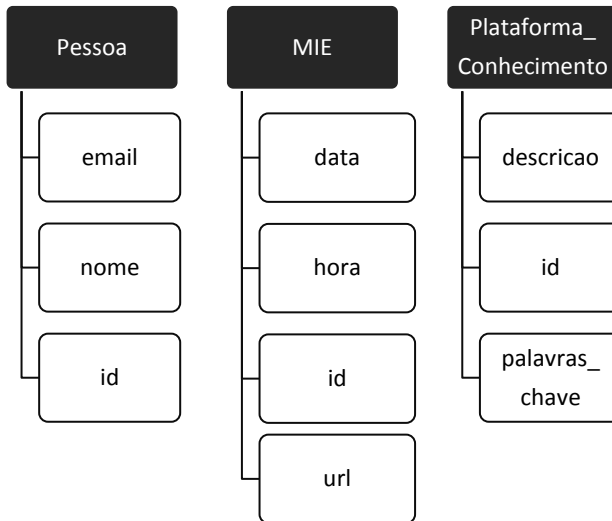 Pessoa
email
nome
id
MIE
data
hora
id
url
Plataforma_
Conhecimento
descricao
id
palavras_
chave